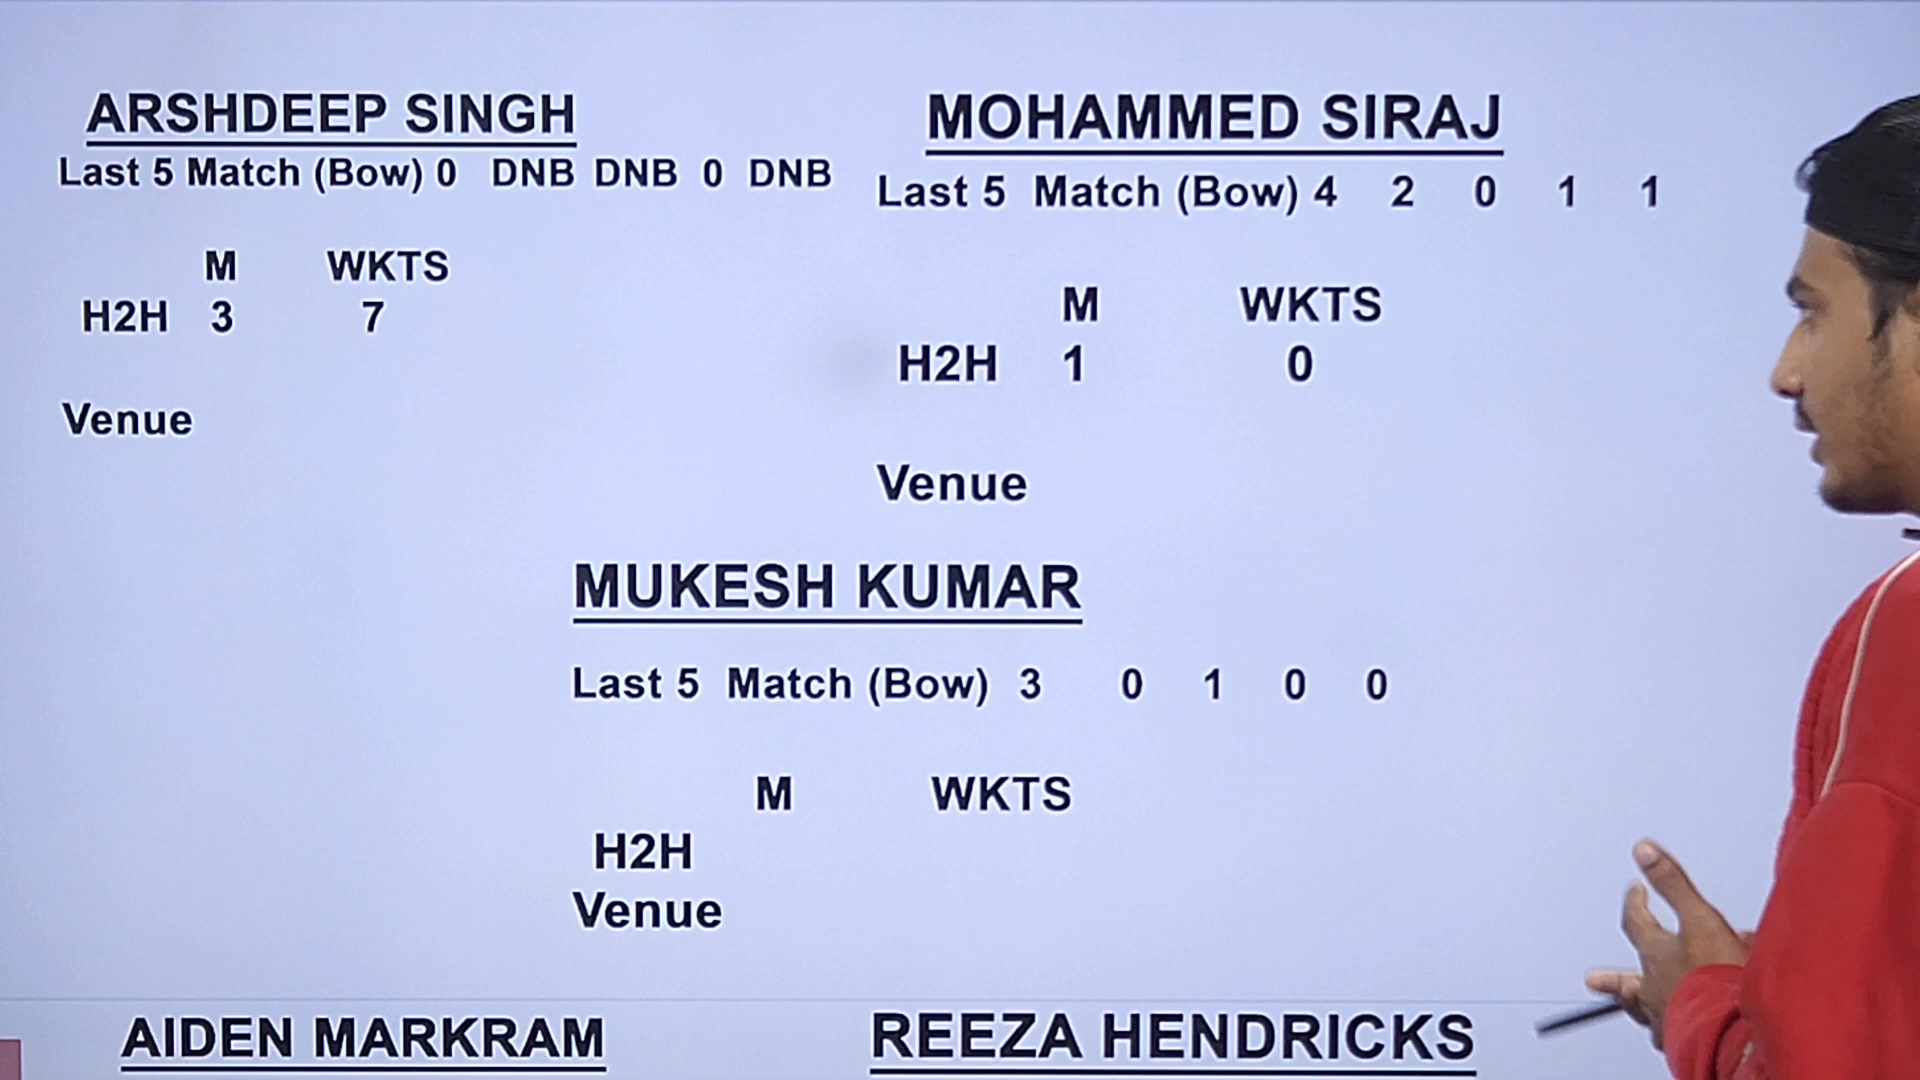 ARSHDEEP SINGH
Last 5 Match (Bow) 0 DNB DNB 0 DNB
M WKTS
H2H 3 7
Venue
MOHAMMED SIRAJ
Last 5 Match (Bow) 4 2 0 1 1
M WKTS
H2H 1 0
Venue
MUKESH KUMAR
Last 5 Match (Bow) 3 0 1 0 0
M WKTS
H2H
Venue
AIDEN MARKRAM
REEZA HENDRICKS